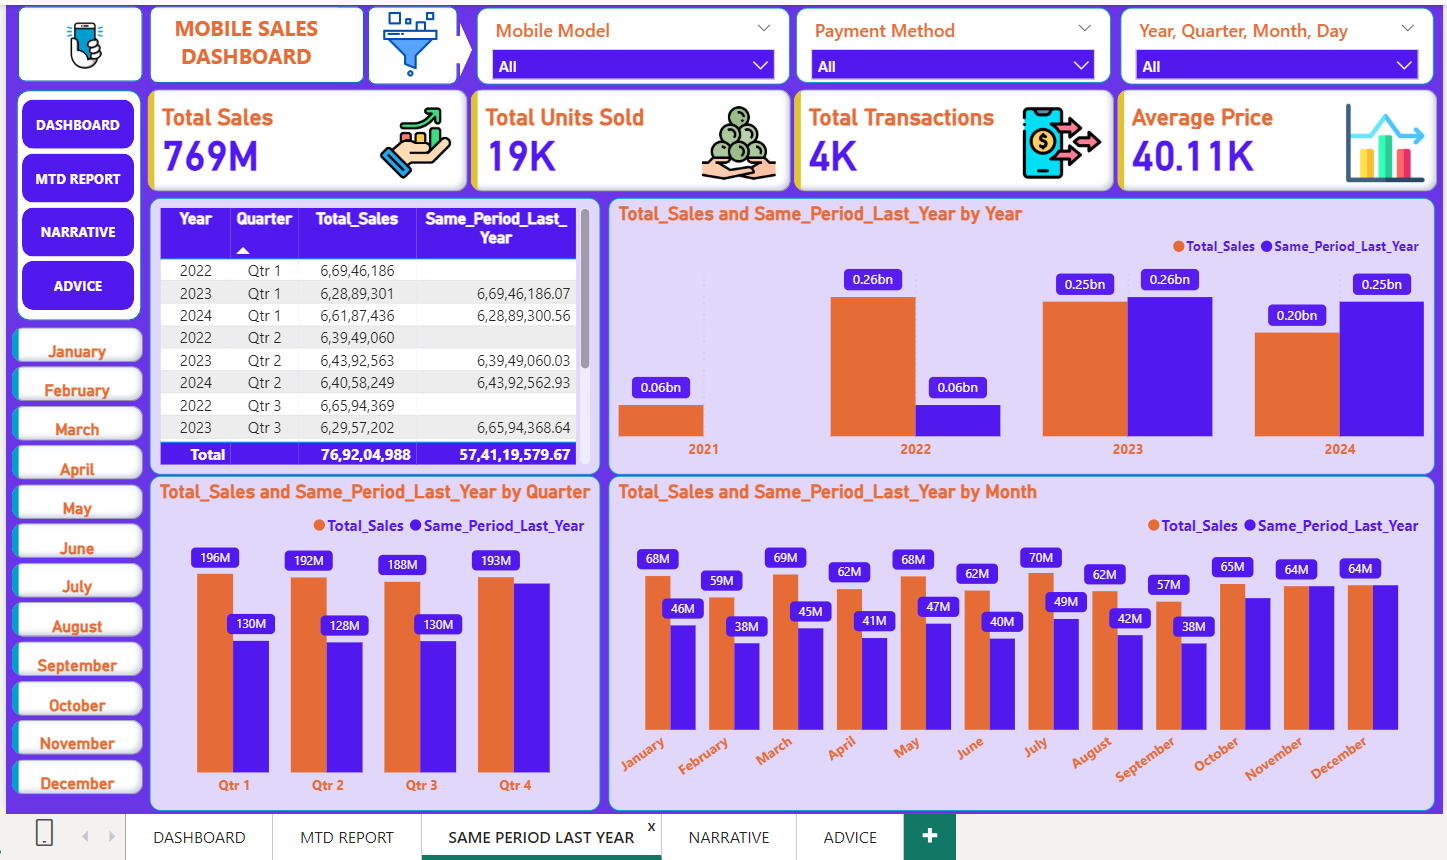 MOBILE SALES
DASHBOARD
Mobile Model
All
Payment Method
All
Year, Quarter, Month, Day
All
DASHBOARD
MTD REPORT
NARRATIVE
ADVICE
Total Sales
769M
Total Units Sold
19K
Total Transactions
4K
Average Price
40.11K
January
February
March
April
May
June
July
August
September
October
November
December
Year Quarter Total_Sales Same_Period_Last_
Year
2022 Qtr 1 6,69,46,186
2023 Qtr 1 6,28,89,301 6,69,46,186.07
2024 Qtr 1 6,61,87,436 6,28,89,300.56
2022 Qtr 2 6,39,49,060
2023 Qtr 2 6,43,92,563 6,39,49,060.03
2024 Qtr 2 6,40,58,249 6,43,92,562.93
2022 Qtr 3 6,65,94,369
2023 Qtr 3 6,29,57,202 6,65,94,368.64
Total 76,92,04,988 57,41,19,579.67
Total_Sales and Same_Period_Last_Year by Year
Total_Sales Same_Period_Last_Year
0.06bn 0.26bn 0.06bn 0.25bn 0.26bn 0.20bn 0.25bn
2021 2022 2023 2024
Total_Sales and Same_Period_Last_Year by Quarter
Total_Sales Same_Period_Last_Year
196M 130M 192M 128M 188M 130M 193M
Qtr 1 Qtr 2 Qtr 3 Qtr 4
Total_Sales and Same_Period_Last_Year by Month
Total_Sales Same_Period_Last_Year
68M 46M 59M 38M 69M 45M 62M 41M 68M 47M 62M 40M 70M 49M 62M 42M 57M 38M 65M 64M 64M
January February March April May June July August September October November December
DASHBOARD MTD REPORT SAME PERIOD LAST YEAR x NARRATIVE ADVICE +